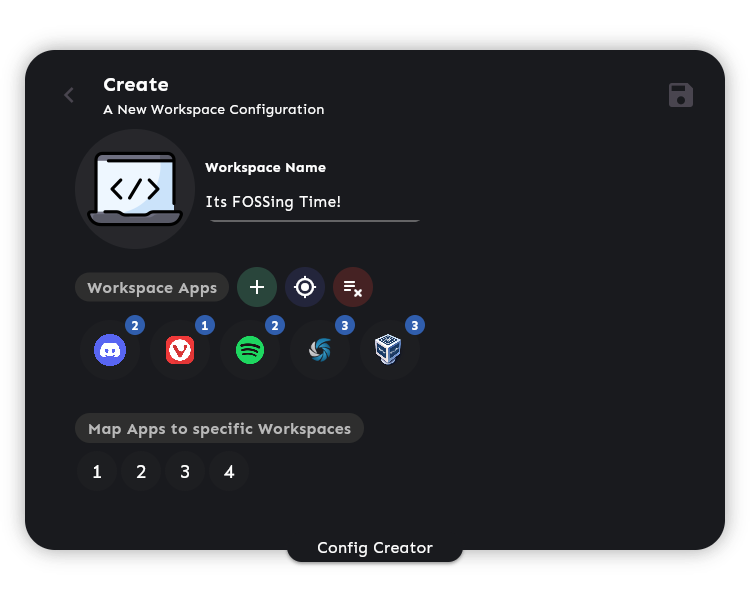 Create
A New Workspace Configuration
Workspace Name
Its FOSSing Time!
Workspace Apps
2 1 2 3 3
Map Apps to specific Workspaces
1 2 3 4
Config Creator